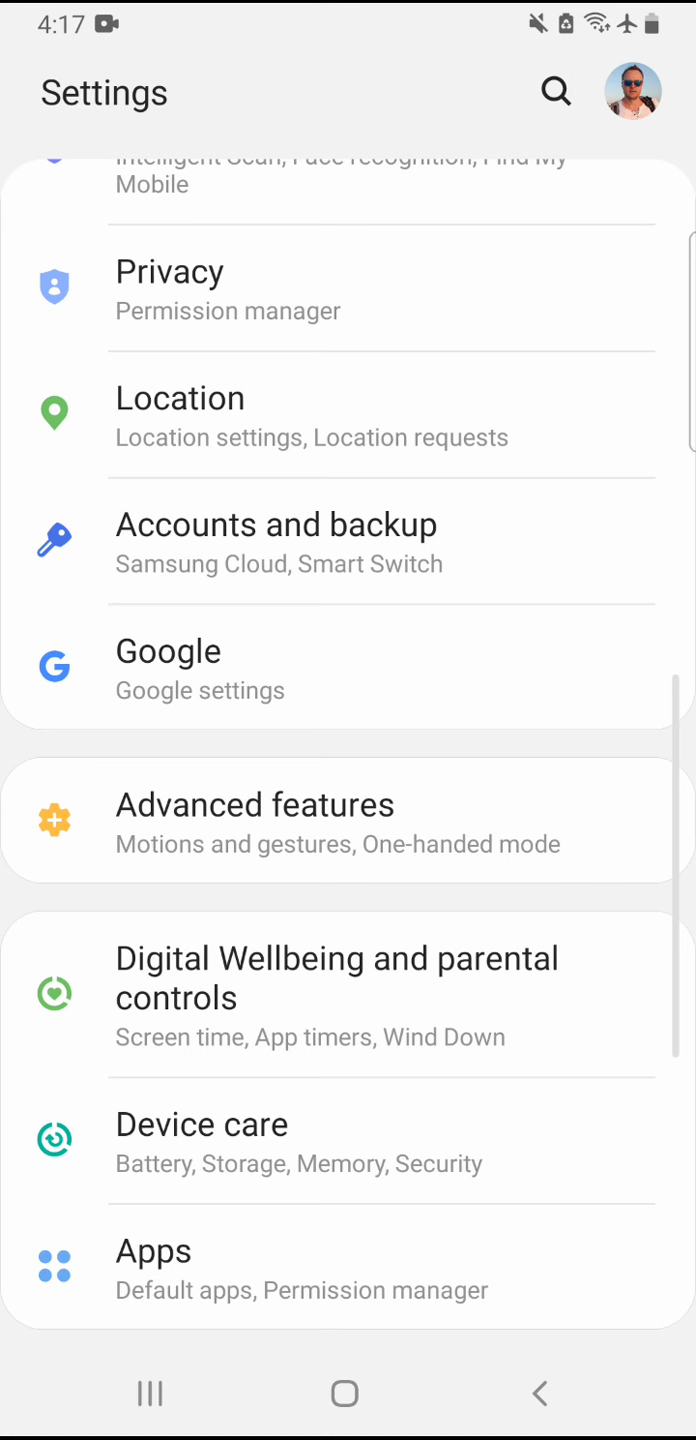 4:17
Settings
Intelligent Scan, Face recognition, Find My
Mobile
Privacy
Permission manager
Location
Location settings, Location requests
Accounts and backup
Samsung Cloud, Smart Switch
Google
Google settings
Advanced features
Motions and gestures, One-handed mode
Digital Wellbeing and parental
controls
Screen time, App timers, Wind Down
Device care
Battery, Storage, Memory, Security
Apps
Default apps, Permission manager